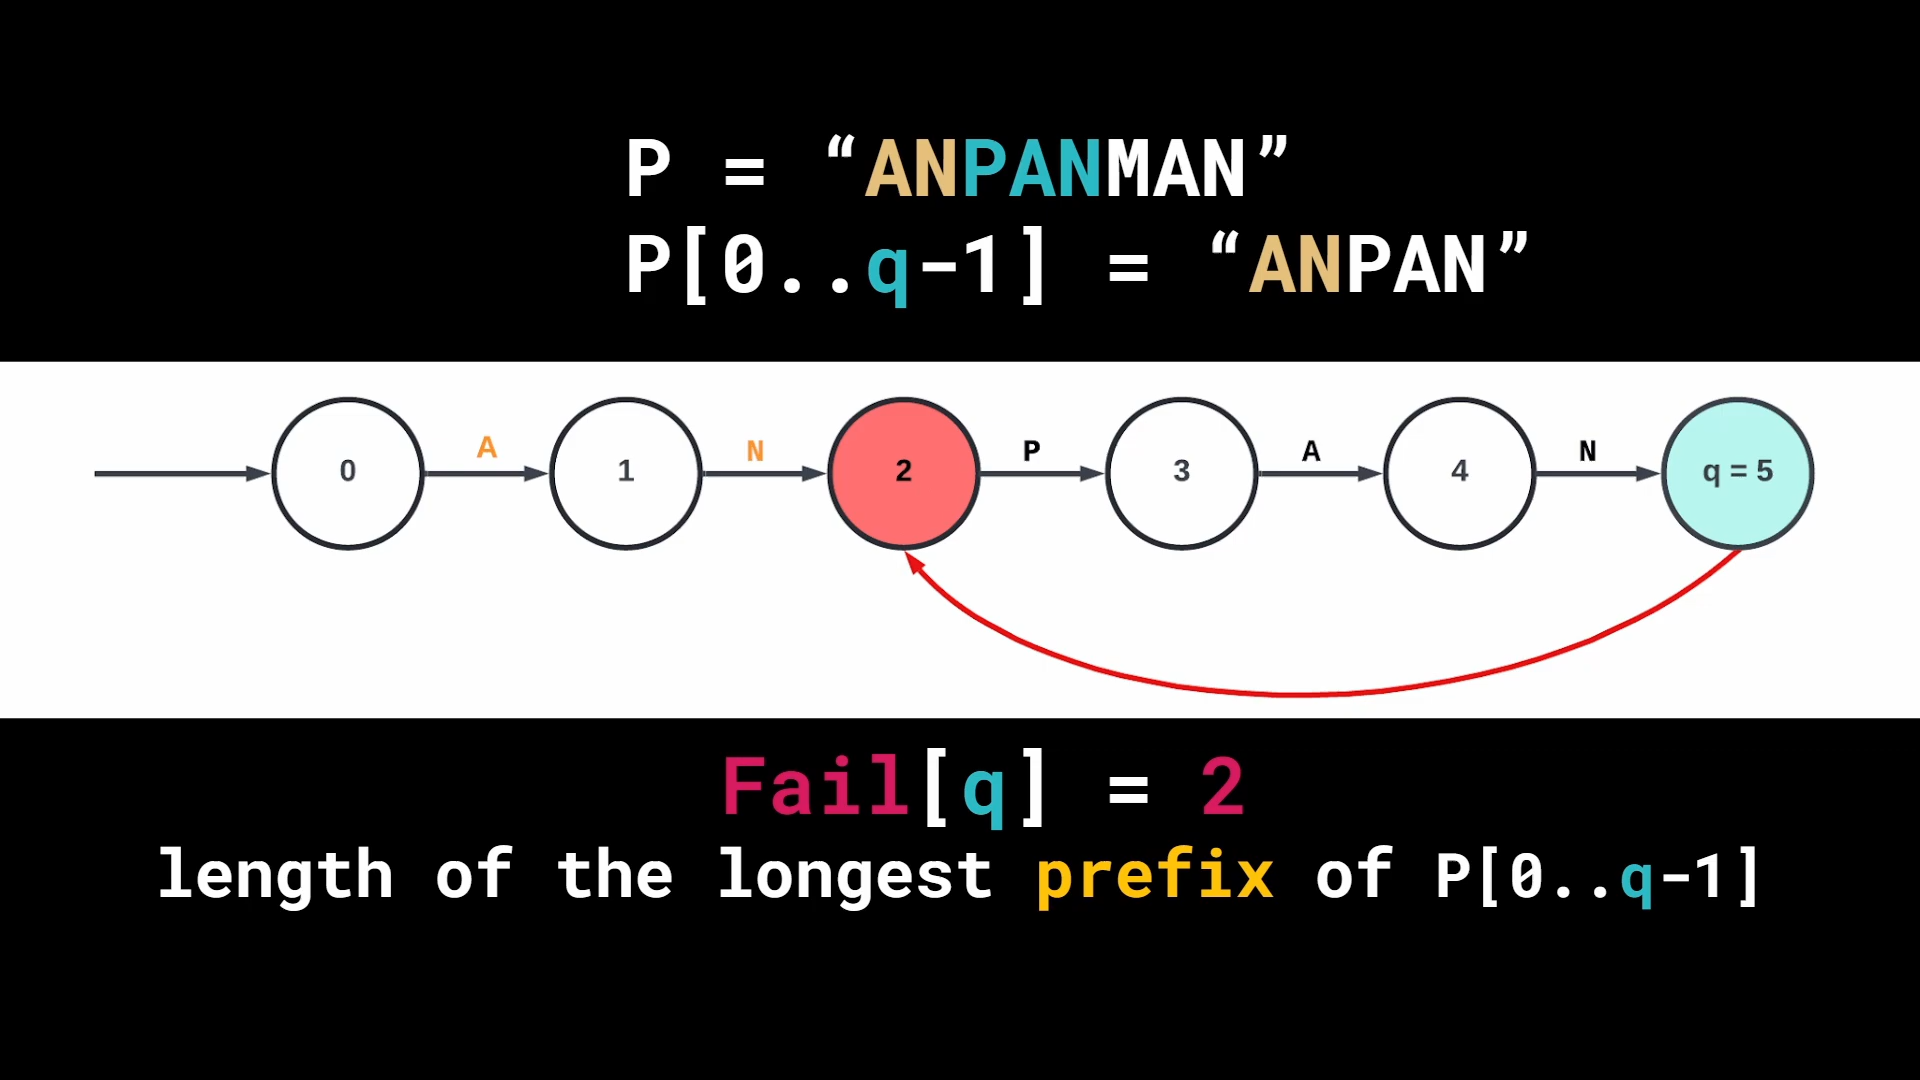 P = “ANPANMAN”
P[0..q-1] = “ANPAN”
A N P A N
0 1 2 3 4 q = 5
Fail[q] = 2
length of the longest prefix of P[0..q-1]